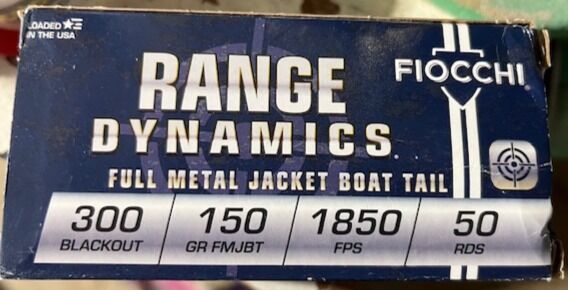 LOADED
IN THE USA
FIOCCHI
RANGE
DYNAMICS
FULL METAL JACKET BOAT TAIL
300 150 1850 50
BLACKOUT GR FMJBT FPS RDS